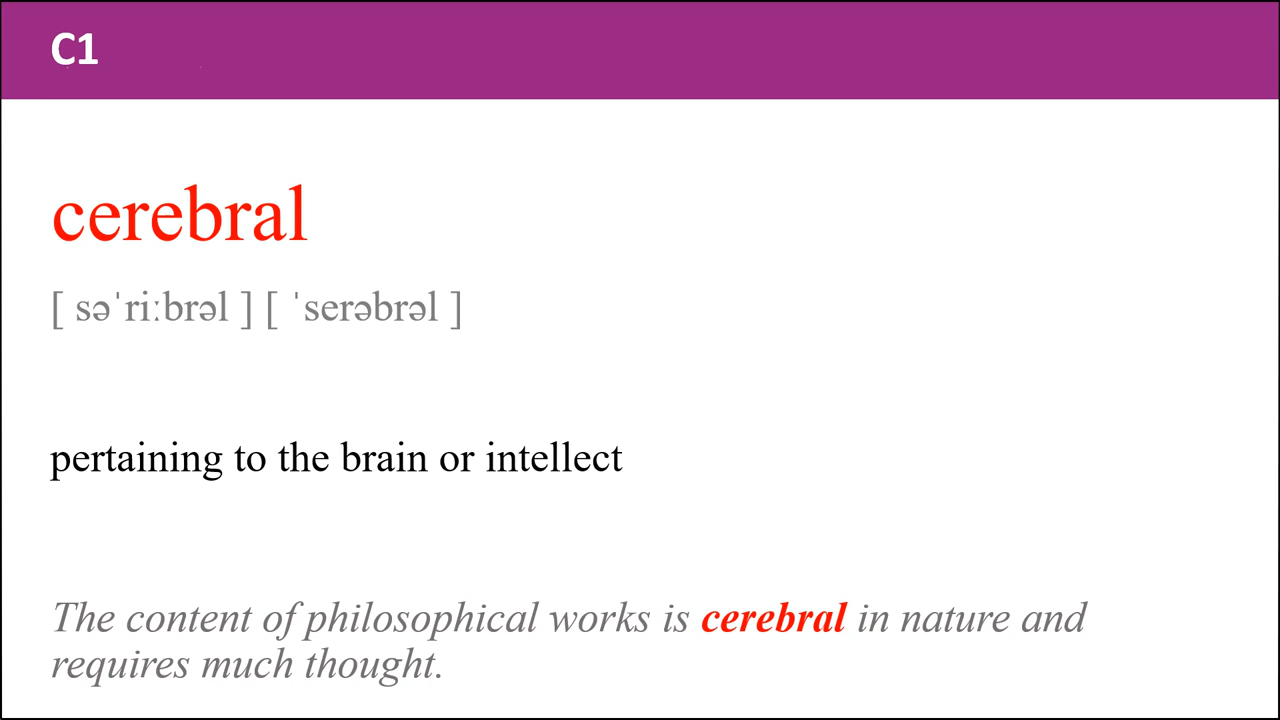 C1
cerebral
[ səˈriːbrəl ] [ ˈserəbrəl ]
pertaining to the brain or intellect
The content of philosophical works is cerebral in nature and
requires much thought.